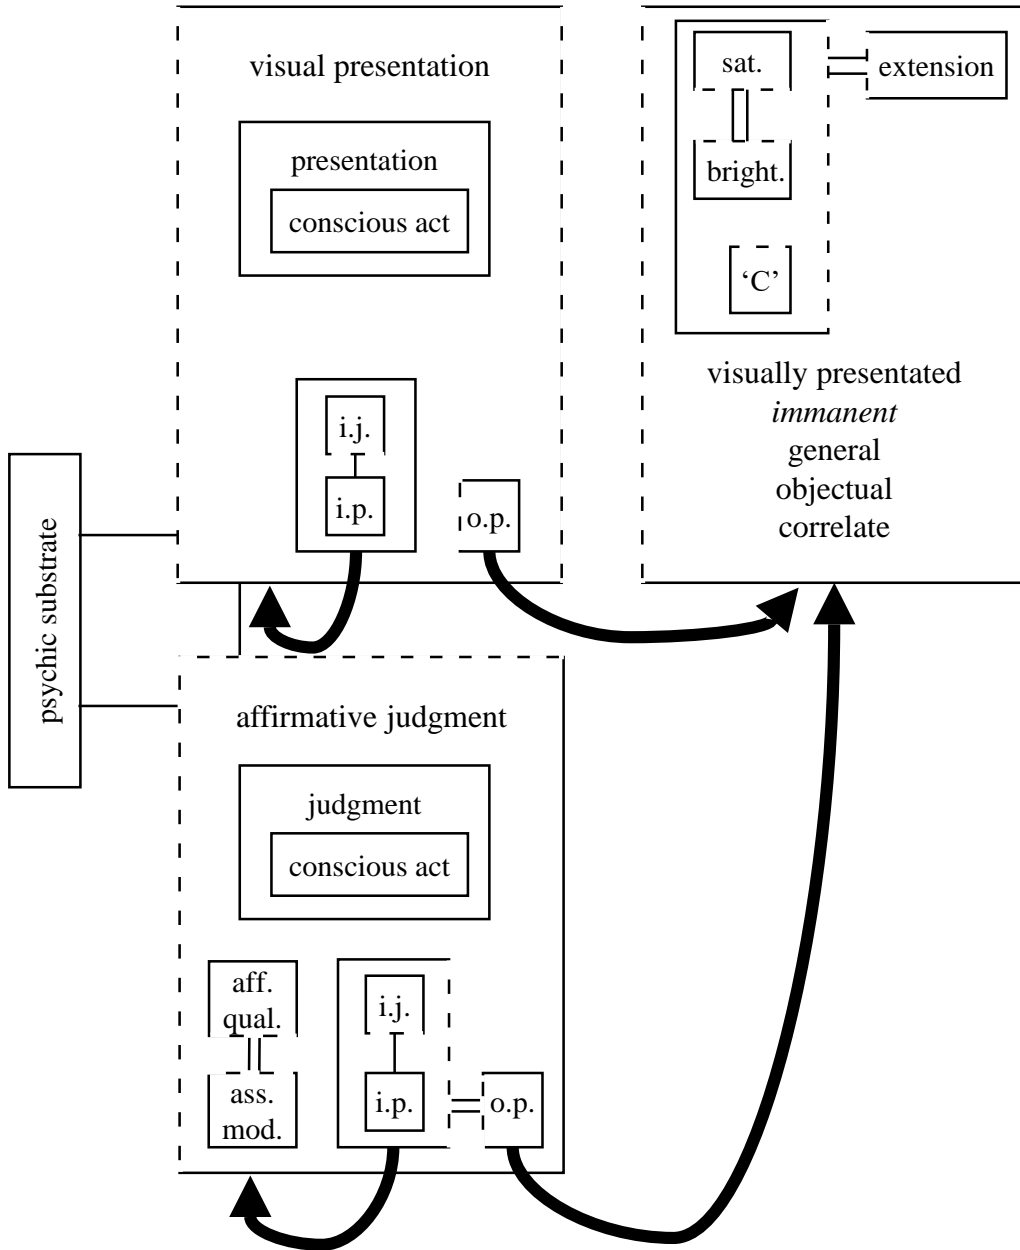 visual presentation
presentation
conscious act
i.j.
i.p.
o.p.
sat.
extension
bright.
‘C’
visually presentated
immanent
general
objectual
correlate
psychic substrate
affirmative judgment
judgment
conscious act
aff.
qual.
ass.
mod.
i.j.
i.p.
o.p.